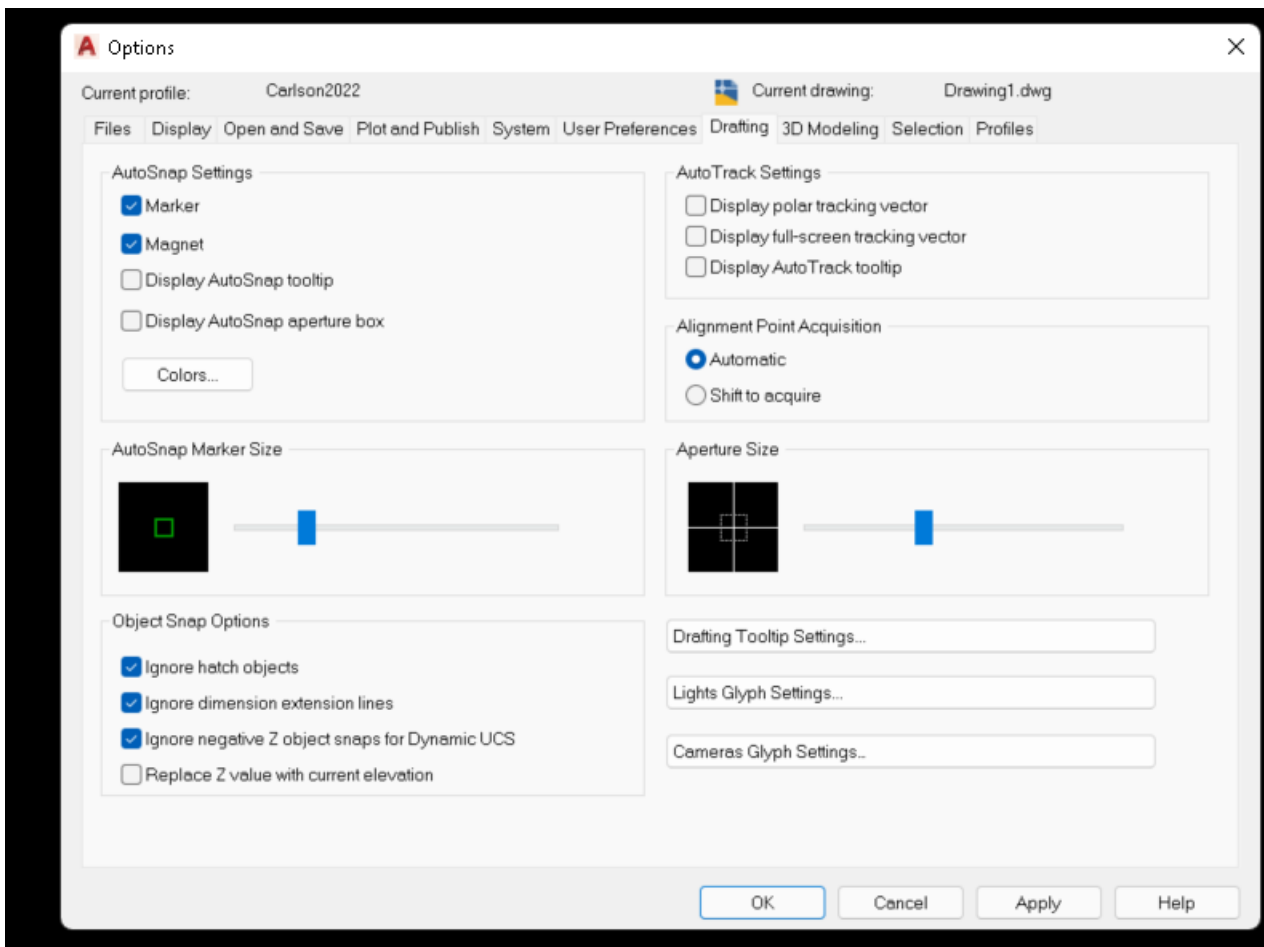 Options
Current profile: Carlson2022 Current drawing: Drawing1.dwg
Files Display Open and Save Plot and Publish System User Preferences Drafting 3D Modeling Selection Profiles
AutoSnap Settings
Marker
Magnet
Display AutoSnap tooltip
Display AutoSnap aperture box
Colors...
AutoTrack Settings
Display polar tracking vector
Display full-screen tracking vector
Display AutoTrack tooltip
Alignment Point Acquisition
Automatic
Shift to acquire
AutoSnap Marker Size
Aperture Size
Object Snap Options
Ignore hatch objects
Ignore dimension extension lines
Ignore negative Z object snaps for Dynamic UCS
Replace Z value with current elevation
Drafting Tooltip Settings...
Lights Glyph Settings...
Cameras Glyph Settings...
OK Cancel Apply Help